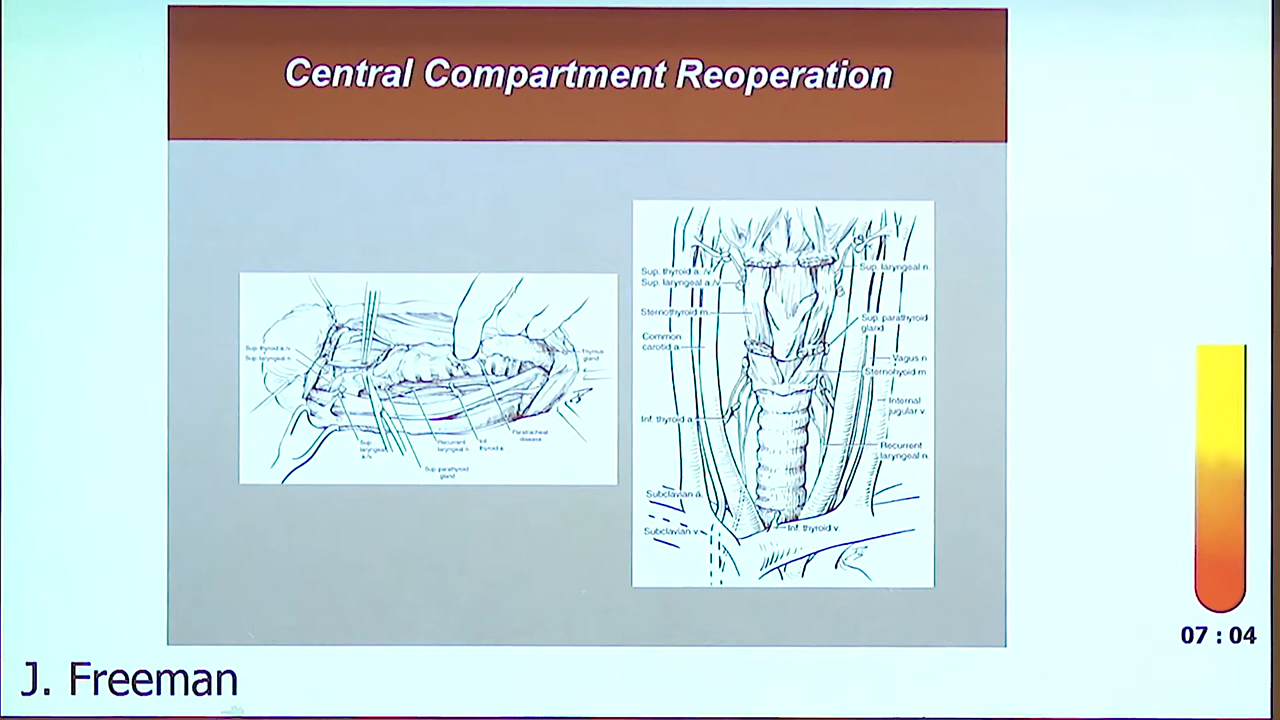 Central Compartment Reoperation
Sup. thyroid a./v.
Sup. laryngeal n.
Thymus
gland
Sup.
laryngeal
a./v.
Recurrent
laryngeal n.
Inf.
thyroid a.
Paratracheal
disease
Sup. parathyroid
gland
Sup. thyroid a./v.
Sup. laryngeal a./v.
Sternothyroid m.
Common
carotid a.
Inf. thyroid a.
Subclavian a.
Subclavian v.
Sup. laryngeal n.
Sup. parathyroid
gland
Vagus n.
Sternohyoid m.
Internal
jugular v.
Recurrent
laryngeal n.
Inf. thyroid v.
07 : 04
J. Freeman